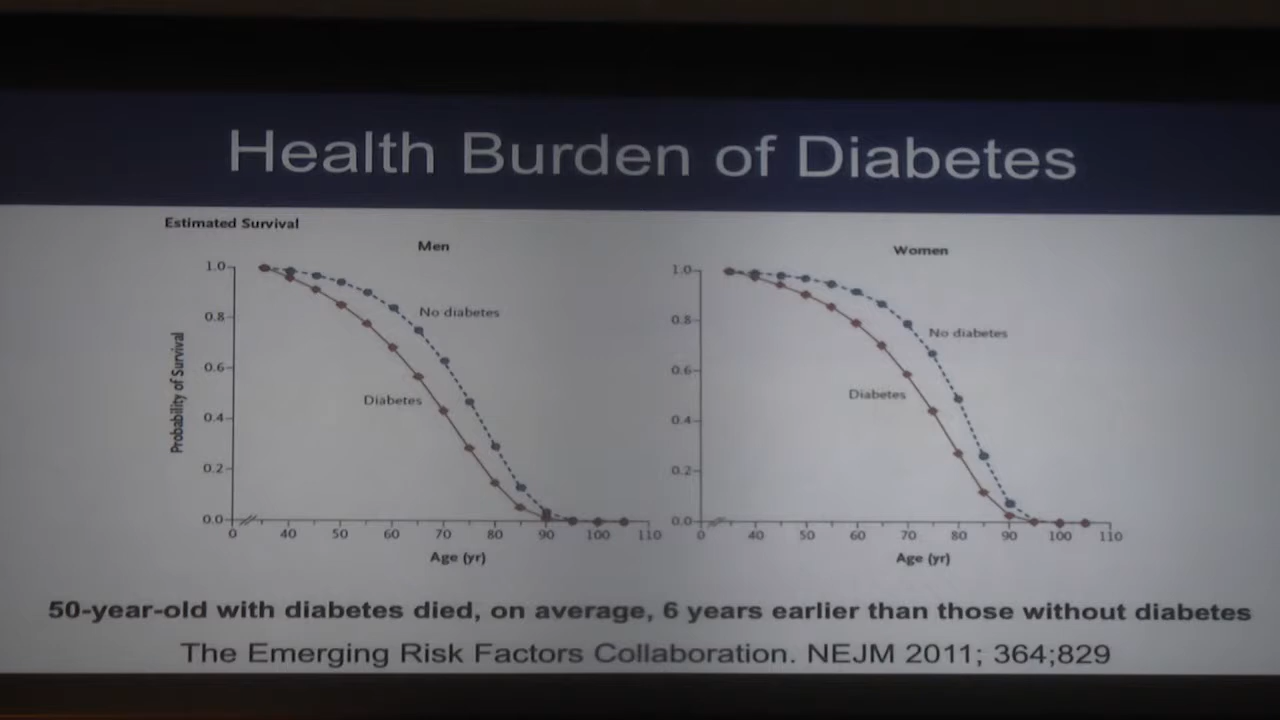 Health Burden of Diabetes
Estimated Survival
Men
Women
Probability of Survival
1.0
0.8
0.6
0.4
0.2
0.0
No diabetes
Diabetes
0 40 50 60 70 80 90 100 110
Age (yr)
1.0
0.8
0.6
0.4
0.2
0.0
No diabetes
Diabetes
0 40 50 60 70 80 90 100 110
Age (yr)
50-year-old with diabetes died, on average, 6 years earlier than those without diabetes
The Emerging Risk Factors Collaboration. NEJM 2011; 364;829